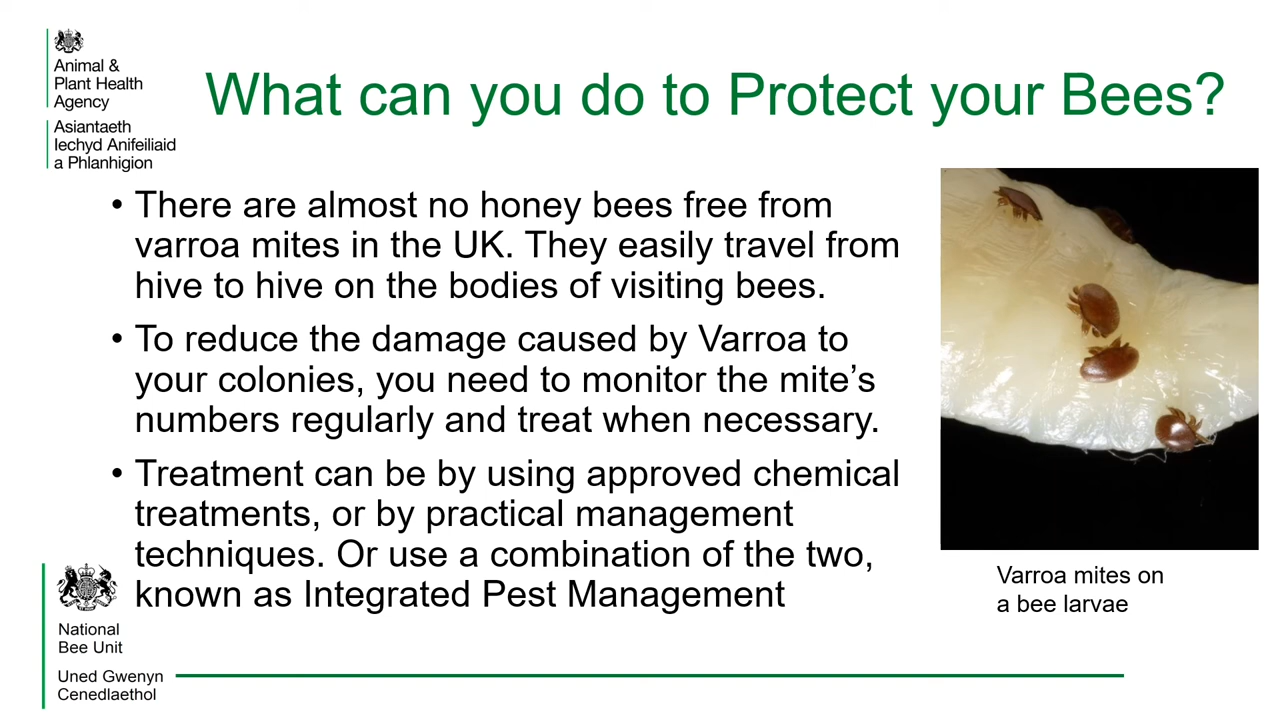 Animal &
Plant Health
Agency
Asiantaeth
Iechyd Anifeiliaid
a Phlanhigion
What can you do to Protect your Bees?
• There are almost no honey bees free from
varroa mites in the UK. They easily travel from
hive to hive on the bodies of visiting bees.
• To reduce the damage caused by Varroa to
your colonies, you need to monitor the mite’s
numbers regularly and treat when necessary.
• Treatment can be by using approved chemical
treatments, or by practical management
techniques. Or use a combination of the two,
known as Integrated Pest Management
Varroa mites on
a bee larvae
National
Bee Unit
Uned Gwenyn
Cenedlaethol